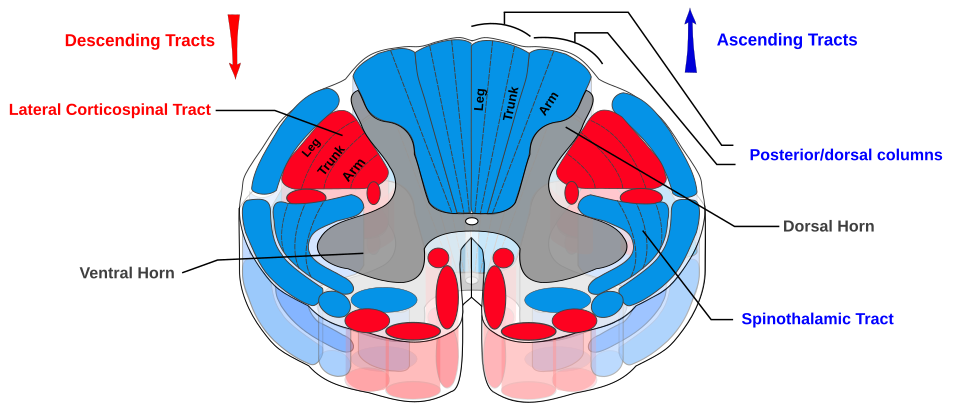 Descending Tracts
Ascending Tracts
Lateral Corticospinal Tract
Leg
Trunk
Arm
Leg
Trunk
Arm
Posterior/dorsal columns
Dorsal Horn
Ventral Horn
Spinothalamic Tract